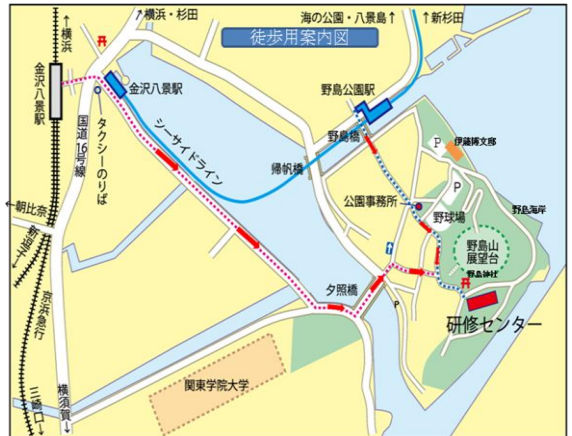 徒歩用案内図
↑横浜
↗横浜・杉田
海の公園・八景島↑
↑新杉田
金沢八景駅
金沢八景駅
タクシーのりば
国道16号線
シーサイドライン
野島公園駅
野島橋
帰帆橋
公園事務所
P
伊藤博文邸
P
野球場
野島海岸
野島山
展望台
野島神社
研修センター
←朝比奈
新逗子↙
夕照橋
P
京浜急行
関東学院大学
三崎口↓
横須賀↓